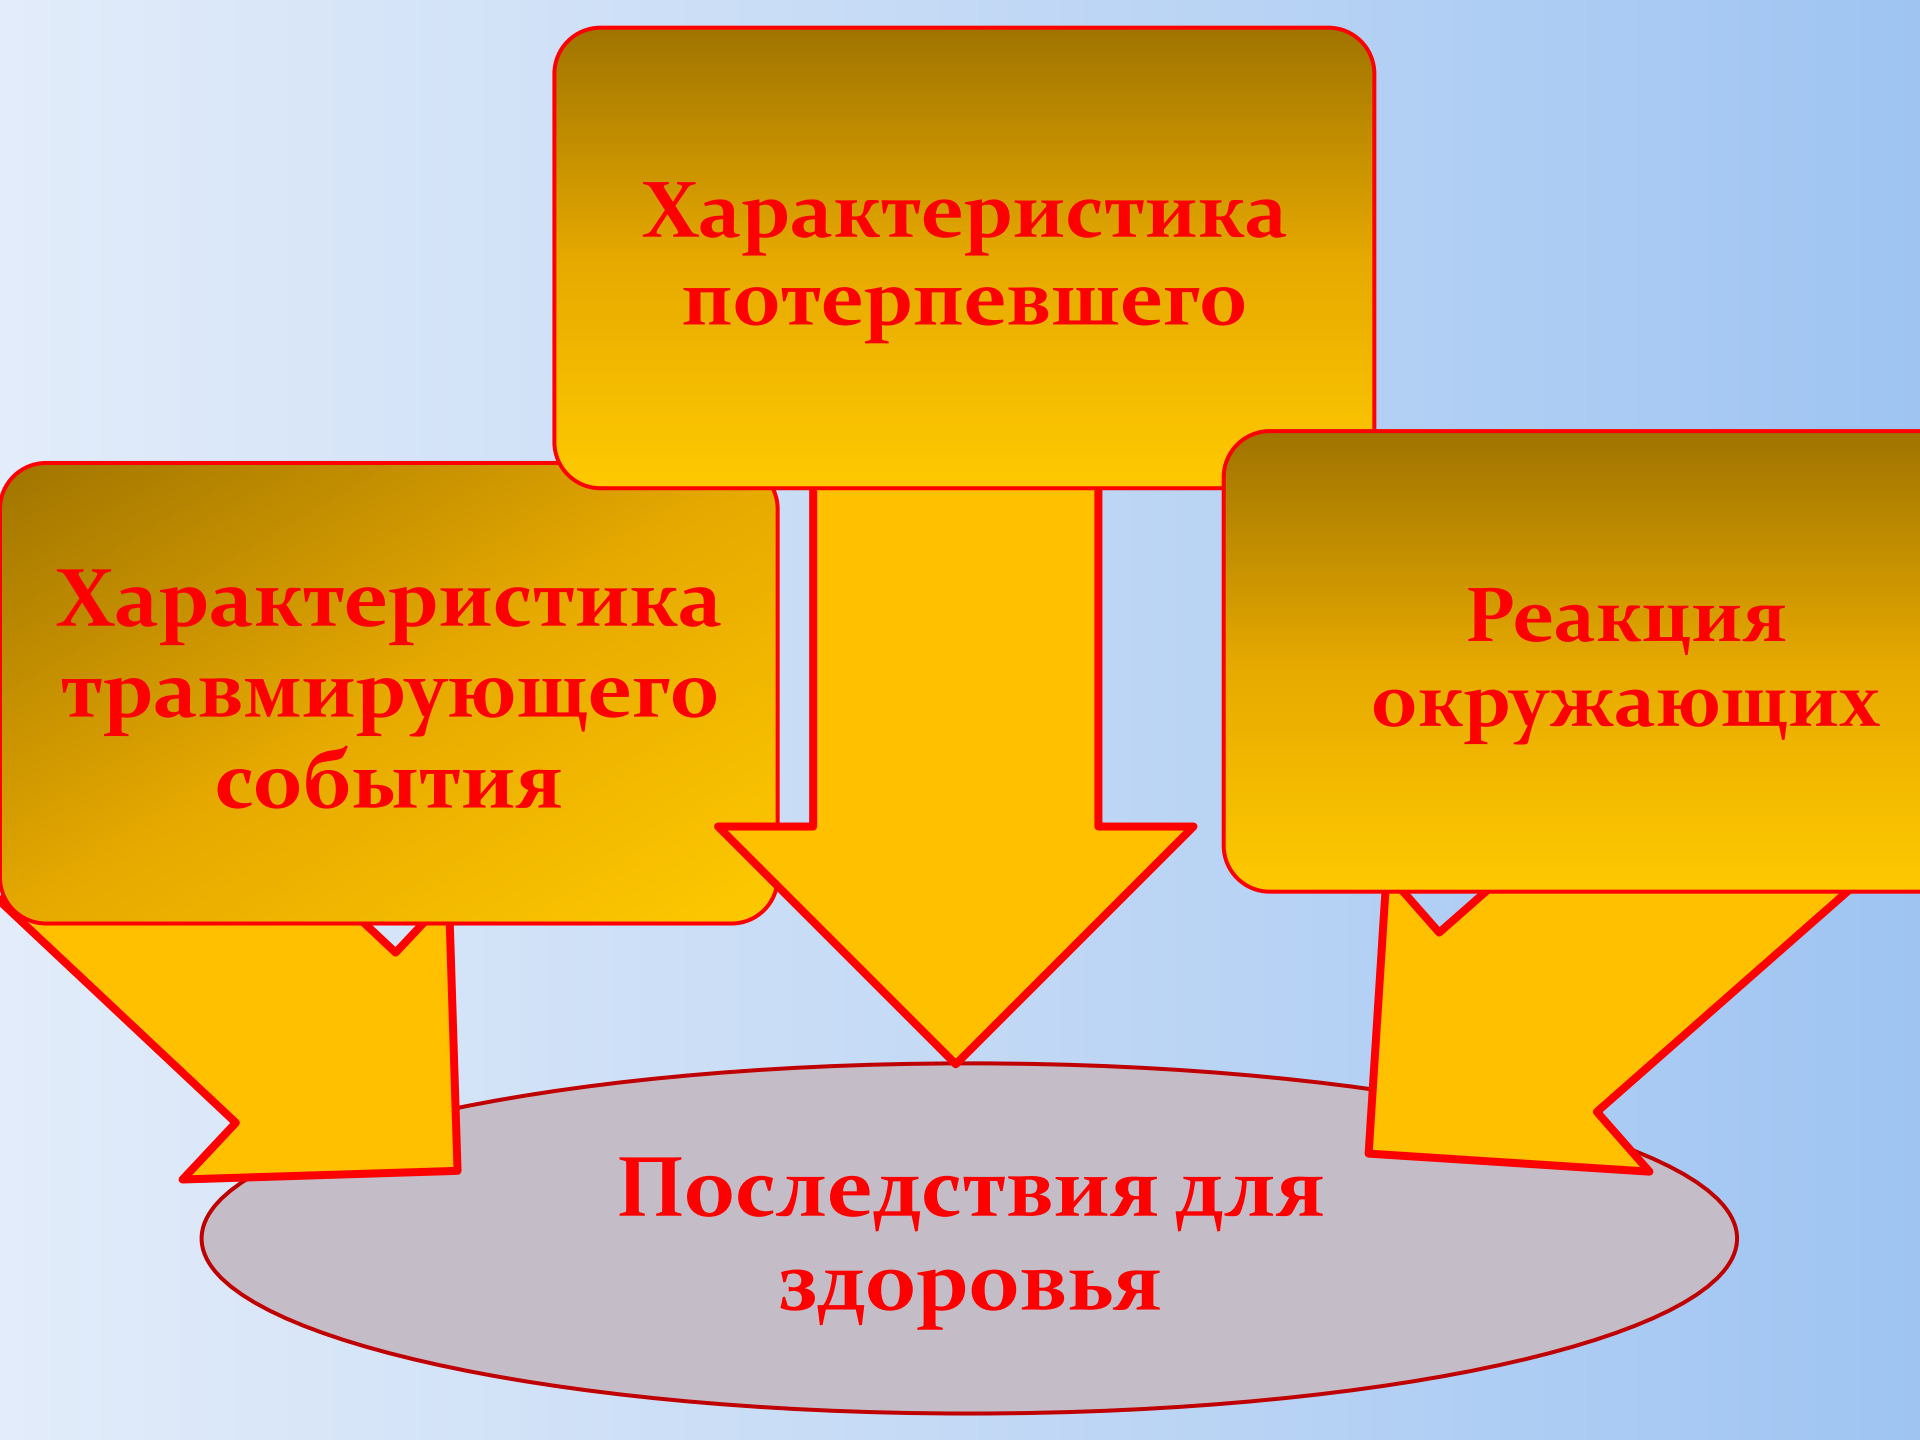 Характеристика
потерпевшего
Характеристика
травмирующего
события
Реакция
окружающих
Последствия для
здоровья